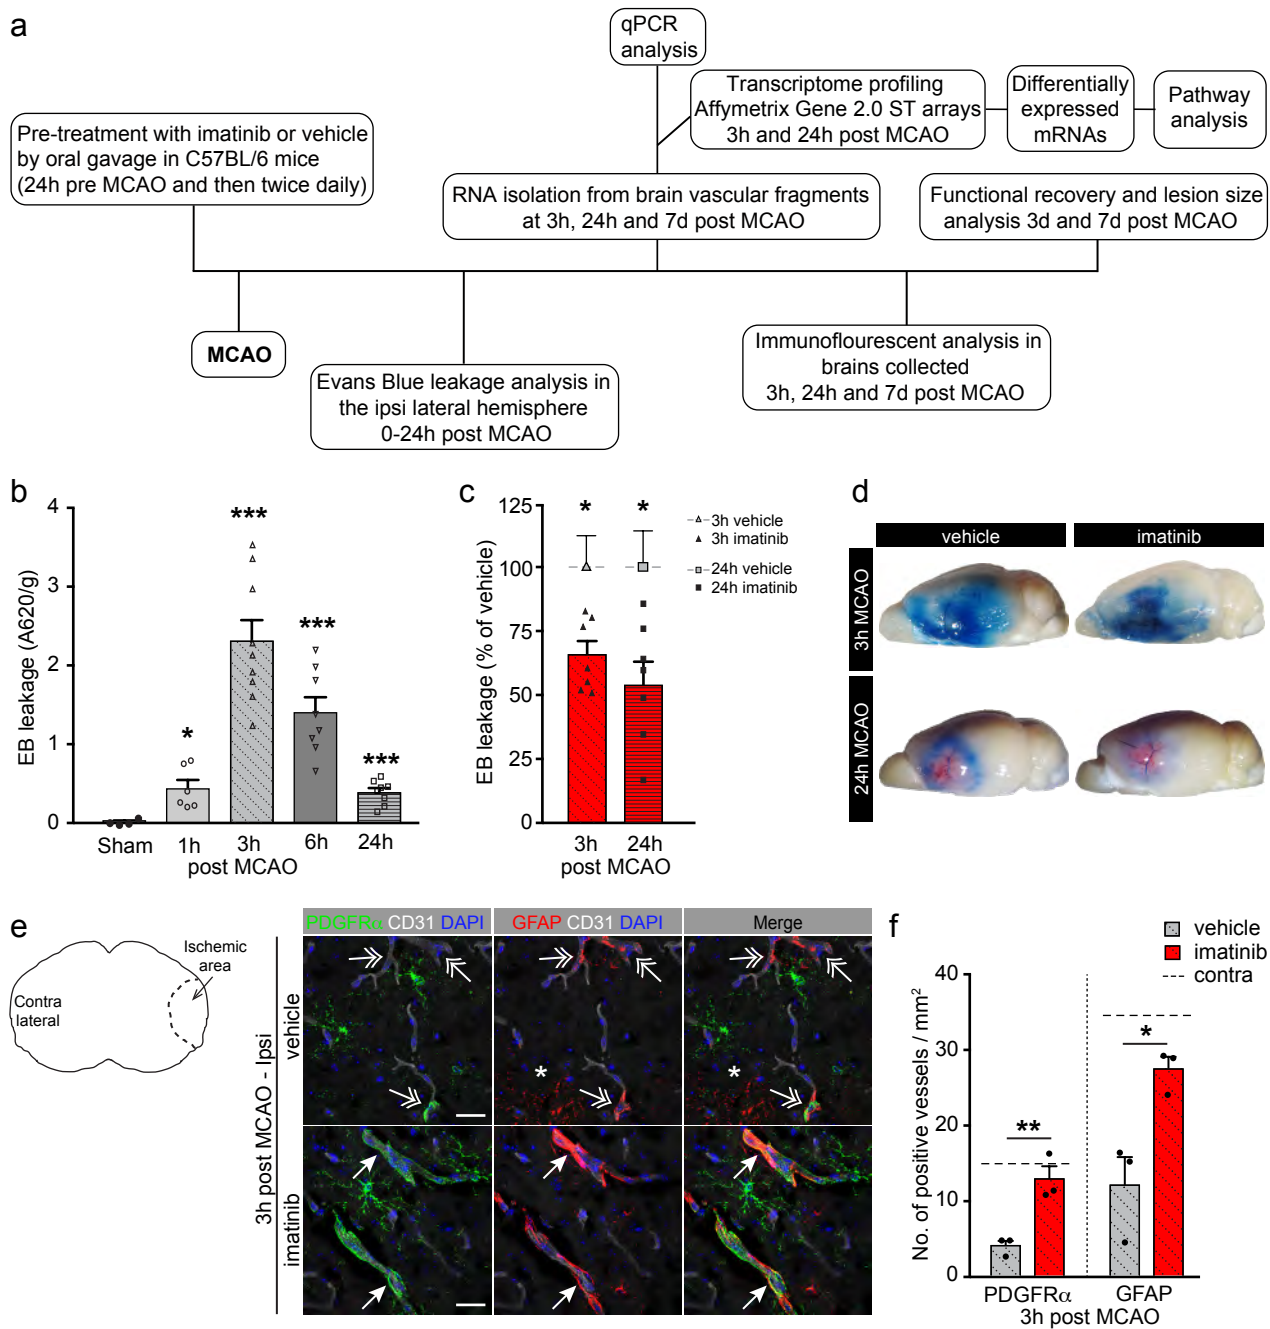 a
qPCR
analysis
Transcriptome profiling
Affymetrix Gene 2.0 ST arrays
3h and 24h post MCAO
Differentially
expressed
mRNAs
Pathway
analysis
Pre-treatment with imatinib or vehicle
by oral gavage in C57BL/6 mice
(24h pre MCAO and then twice daily)
RNA isolation from brain vascular fragments
at 3h, 24h and 7d post MCAO
Functional recovery and lesion size
analysis 3d and 7d post MCAO
MCAO
Evans Blue leakage analysis in
the ipsi lateral hemisphere
0-24h post MCAO
Immunoflourescent analysis in
brains collected
3h, 24h and 7d post MCAO
b
EB leakage (A620/g)
4
3
2
1
0
*
***
***
***
Sham 1h 3h 6h 24h
post MCAO
c
EB leakage (% of vehicle)
125
100
75
50
25
0
* *
3h 24h
post MCAO
3h vehicle
3h imatinib
24h vehicle
24h imatinib
d
vehicle imatinib
3h MCAO
24h MCAO
e
Ischemic
area
Contra
lateral
3h post MCAO - Ipsi
vehicle
imatinib
PDGFRα CD31 DAPI
GFAP CD31 DAPI
Merge
* *
f
vehicle
imatinib
contra
No. of positive vessels / mm²
40
30
20
10
0
**
*
PDGFRα GFAP
3h post MCAO